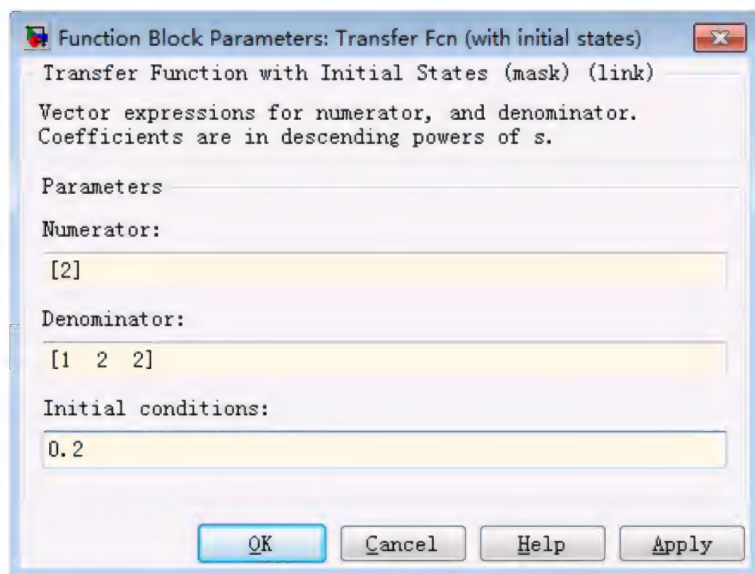 Function Block Parameters: Transfer Fcn (with initial states)
Transfer Function with Initial States (mask) (link)
Vector expressions for numerator, and denominator.
Coefficients are in descending powers of s.
Parameters
Numerator:
[2]
Denominator:
[1 2 2]
Initial conditions:
0.2
OK Cancel Help Apply